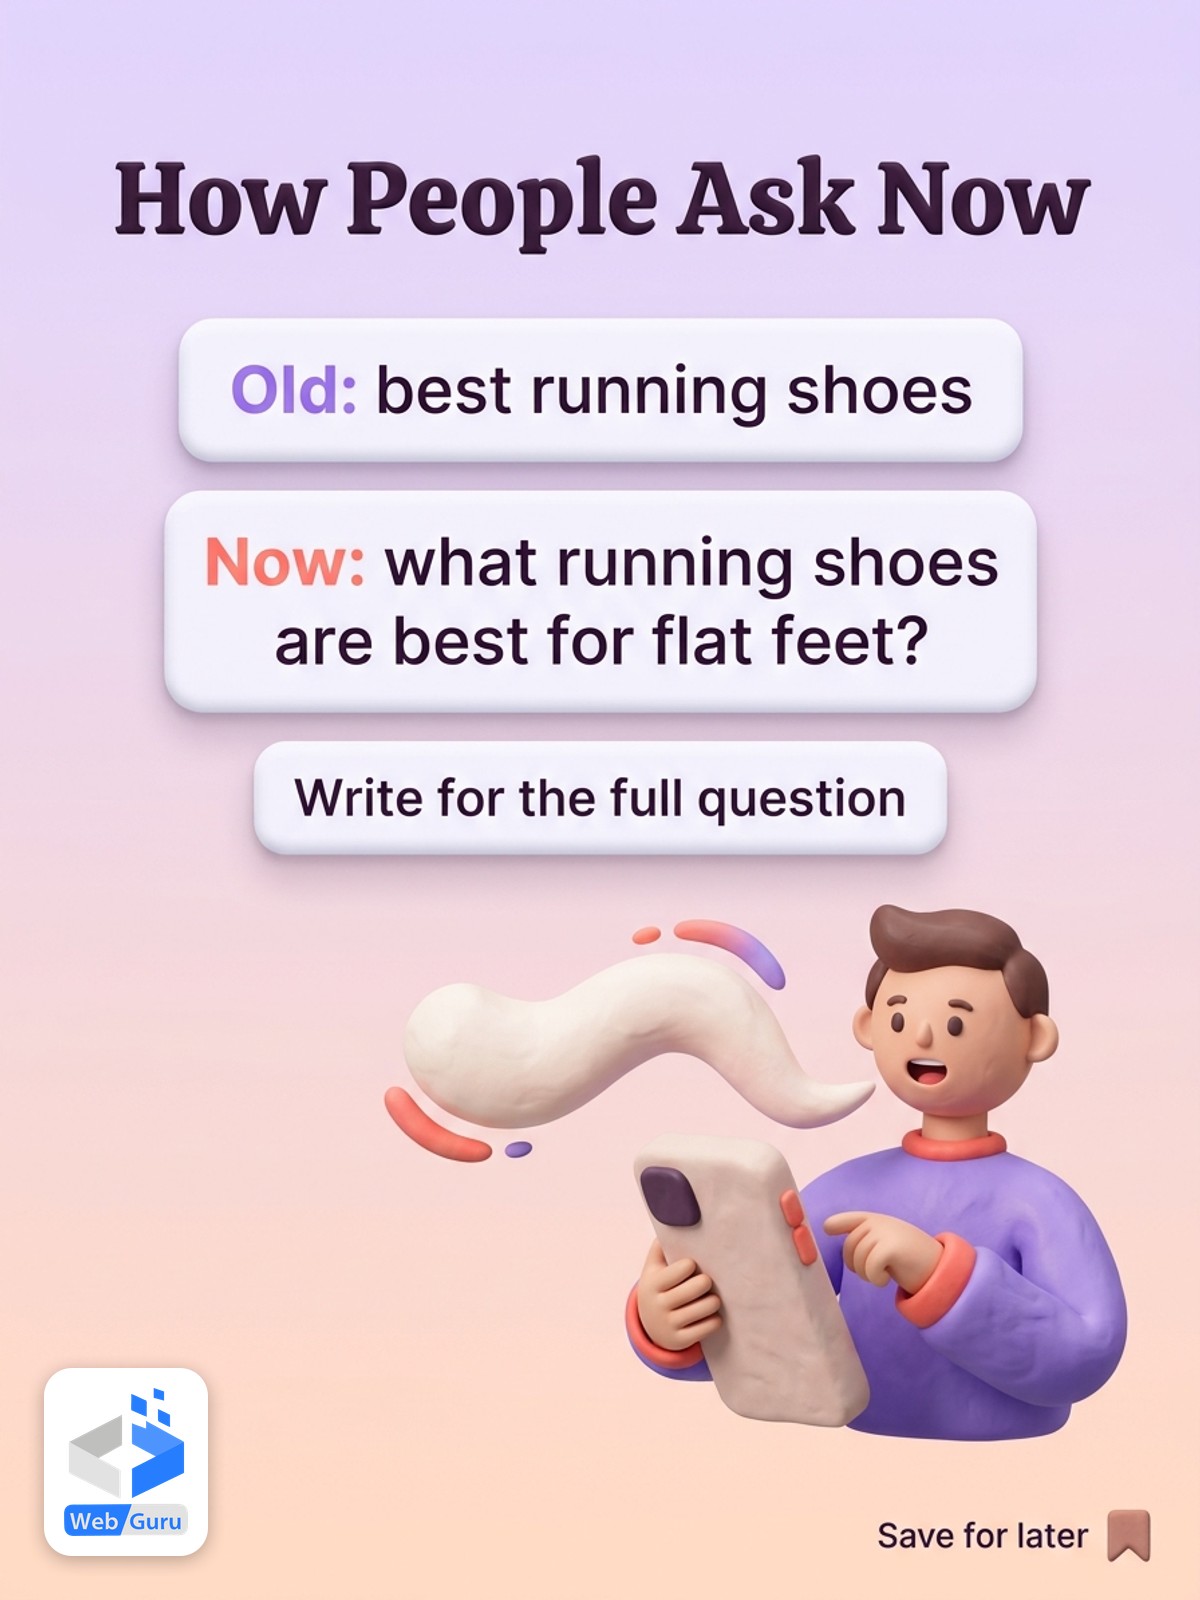 How People Ask Now
Old: best running shoes
Now: what running shoes
are best for flat feet?
Write for the full question
Web/Guru
Save for later